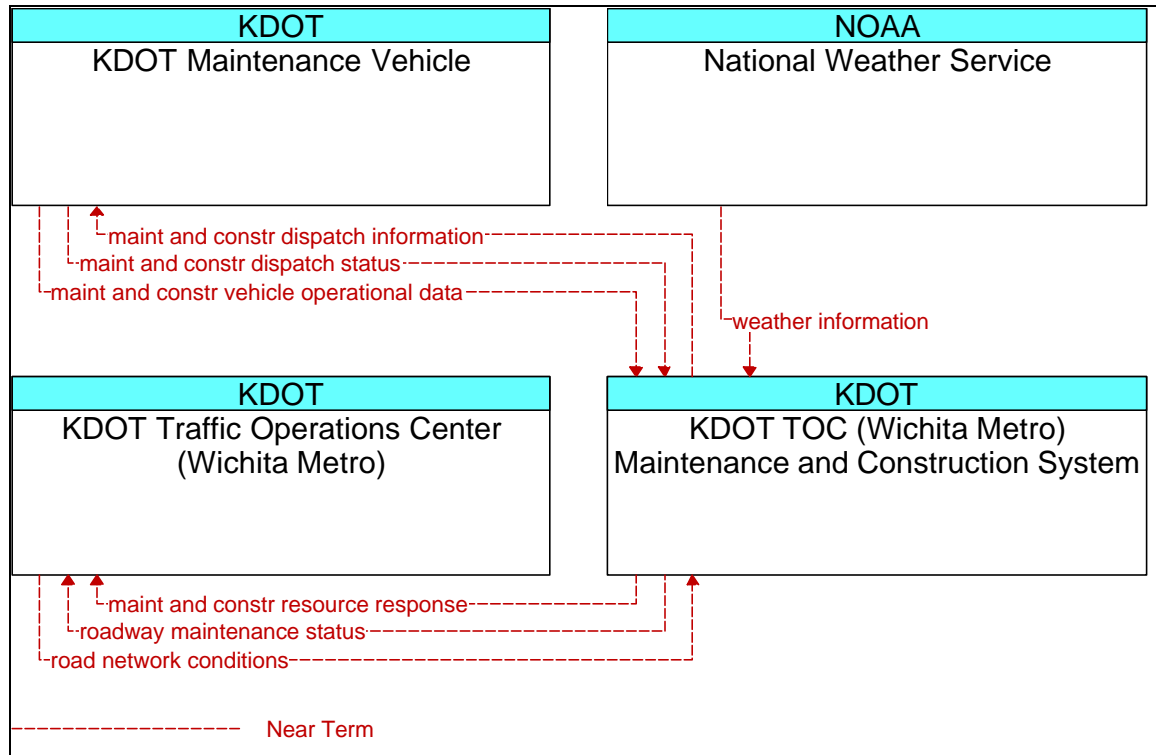 KDOT
KDOT Maintenance Vehicle
NOAA
National Weather Service
maint and constr dispatch information
maint and constr dispatch status
maint and constr vehicle operational data
weather information
KDOT
KDOT Traffic Operations Center
(Wichita Metro)
KDOT
KDOT TOC (Wichita Metro)
Maintenance and Construction System
maint and constr resource response
roadway maintenance status
road network conditions
Near Term